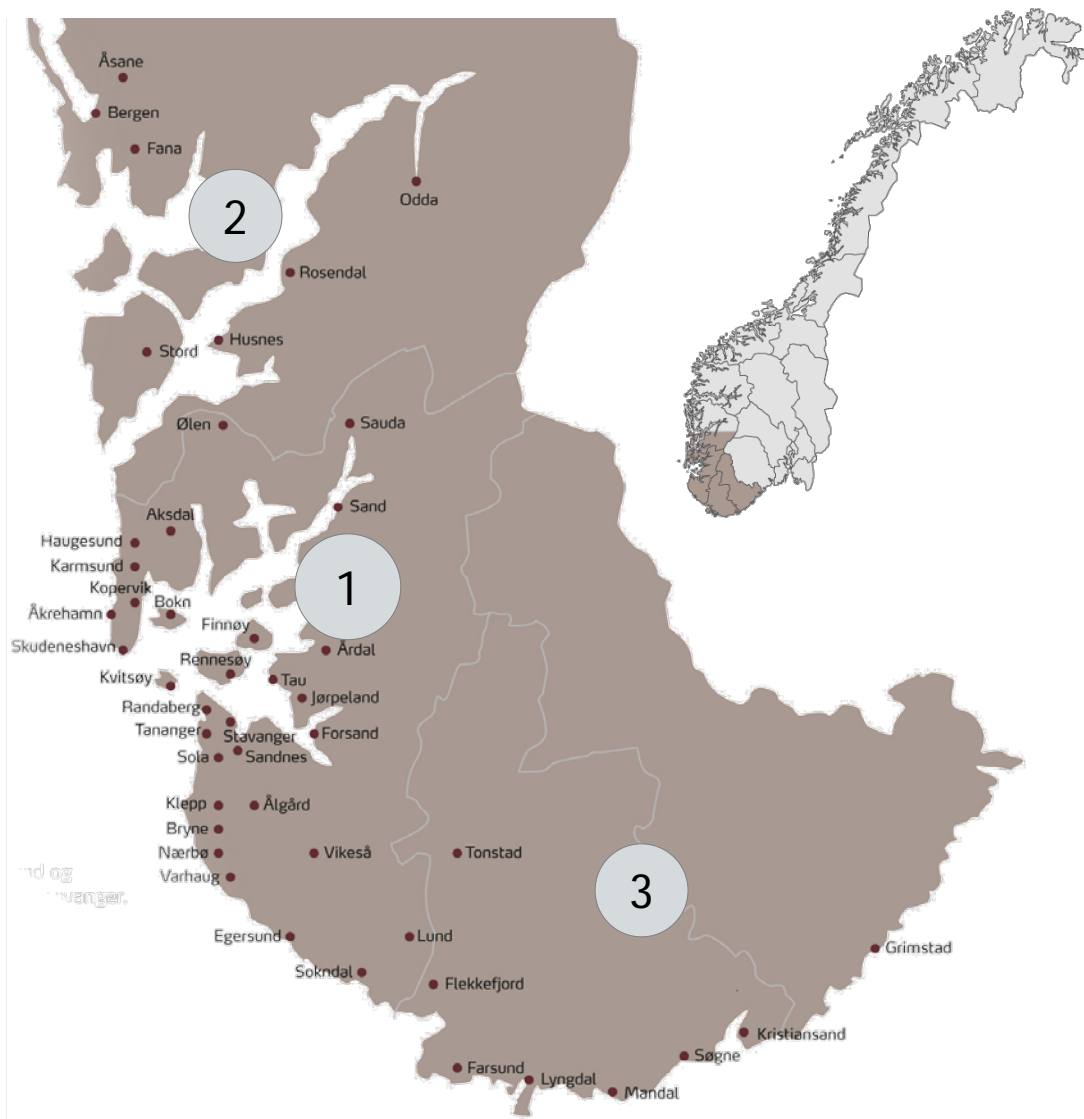 Åsane
Bergen
Fana
2
Odda
Rosendal
Husnes
Stord
Ølen
Sauda
Sand
Aksdal
Haugesund
Karmsund
1
Kopervik
Bokn
Åkrehamn
Finnøy
Skudeneshavn
Årdal
Rennesøy
Kvitsøy
Tau
Jørpeland
Randaberg
Tananger
Stavanger
Forsand
Sola
Sandnes
Klepp
Ålgård
Bryne
Nærbø
Vikeså
Tonstad
og
Varhaug
3
Egersund
Lund
Grimstad
Sokndal
Flekkefjord
Kristiansand
Søgne
Farsund
Lyngdal
Mandal